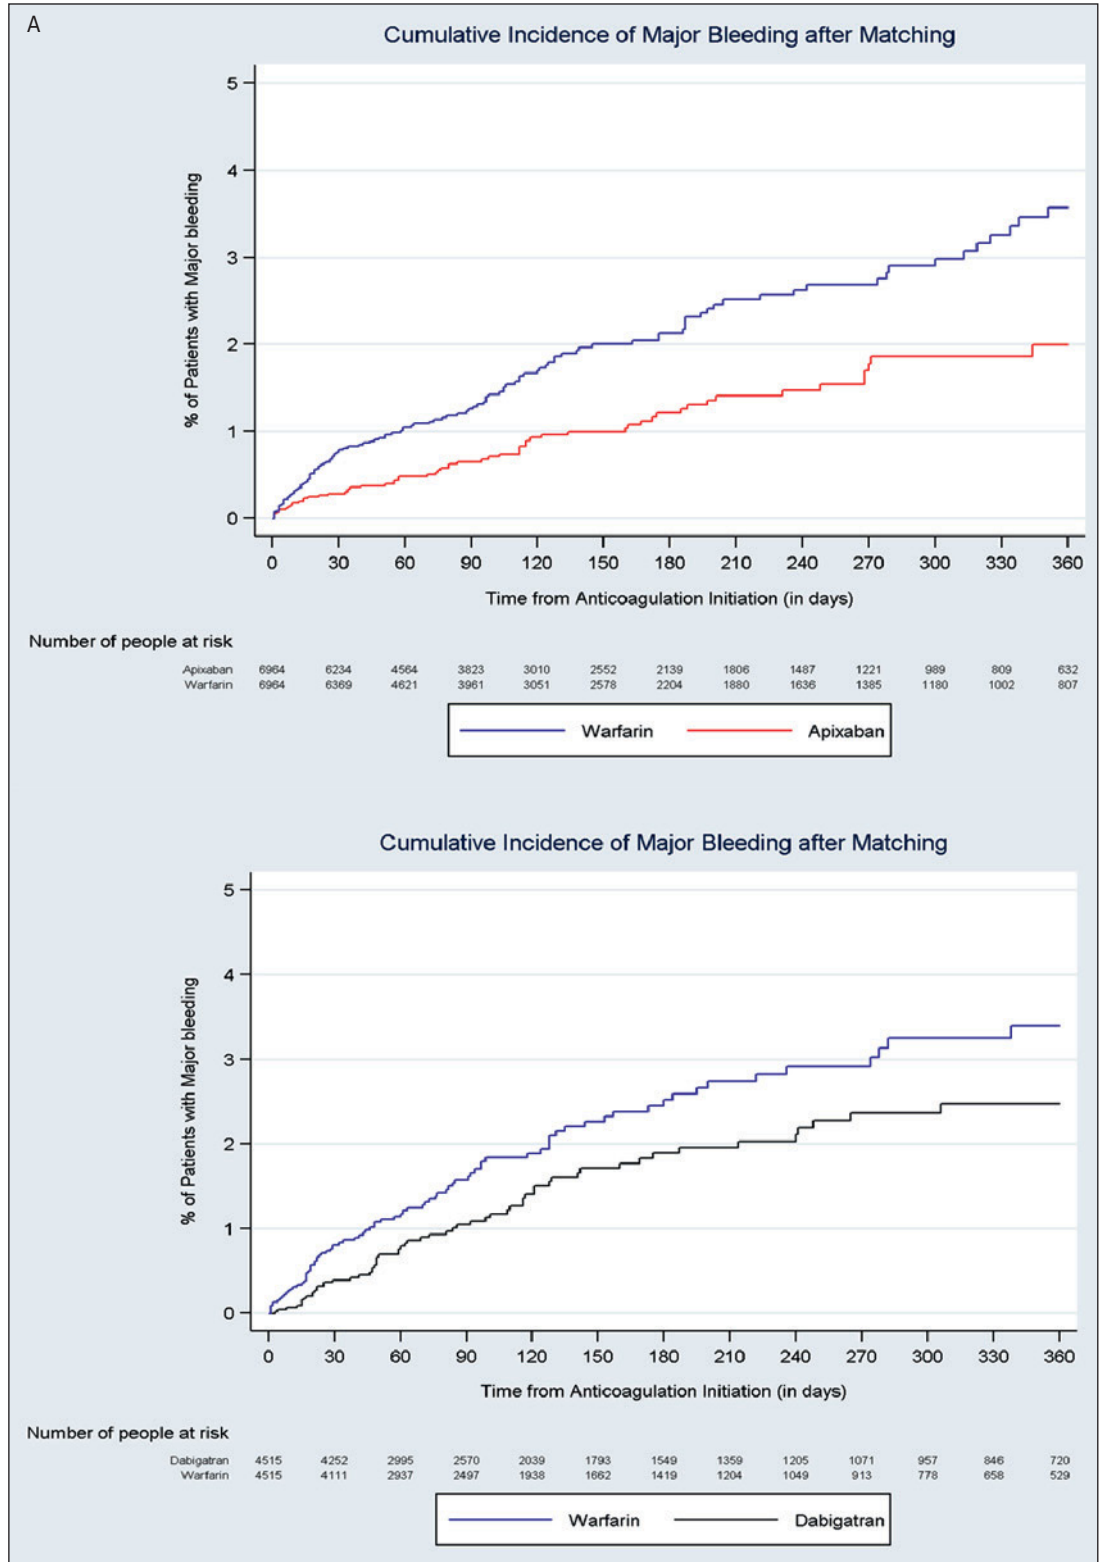 A
Cumulative Incidence of Major Bleeding after Matching
% of Patients with Major bleeding
5
4
3
2
1
0
0 30 60 90 120 150 180 210 240 270 300 330 360
Time from Anticoagulation Initiation (in days)
Number of people at risk
Apixaban 6964 6234 4564 3823 3010 2552 2139 1806 1487 1221 989 809 632
Warfarin 6964 6369 4621 3961 3051 2578 2204 1880 1636 1385 1180 1002 807
Warfarin Apixaban
Cumulative Incidence of Major Bleeding after Matching
% of Patients with Major bleeding
5
4
3
2
1
0
0 30 60 90 120 150 180 210 240 270 300 330 360
Time from Anticoagulation Initiation (in days)
Number of people at risk
Dabigatran 4515 4252 2995 2570 2039 1793 1549 1359 1205 1071 957 846 720
Warfarin 4515 4111 2937 2497 1938 1662 1419 1204 1049 913 778 658 529
Warfarin Dabigatran